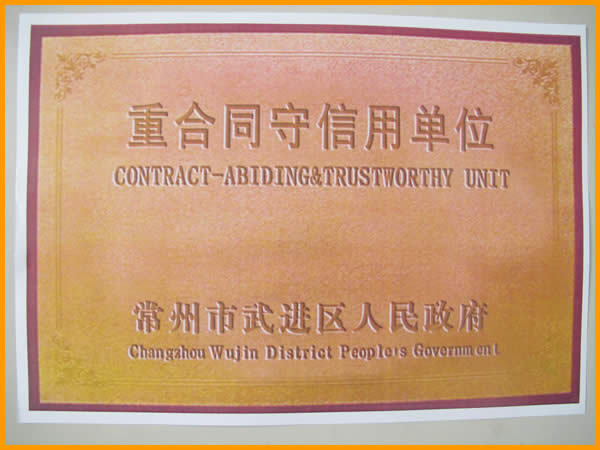 重合同守信用单位
CONTRACT-ABIDING&TRUSTWORTHY UNIT
常州市武进区人民政府
Changzhou Wujin District People's Government